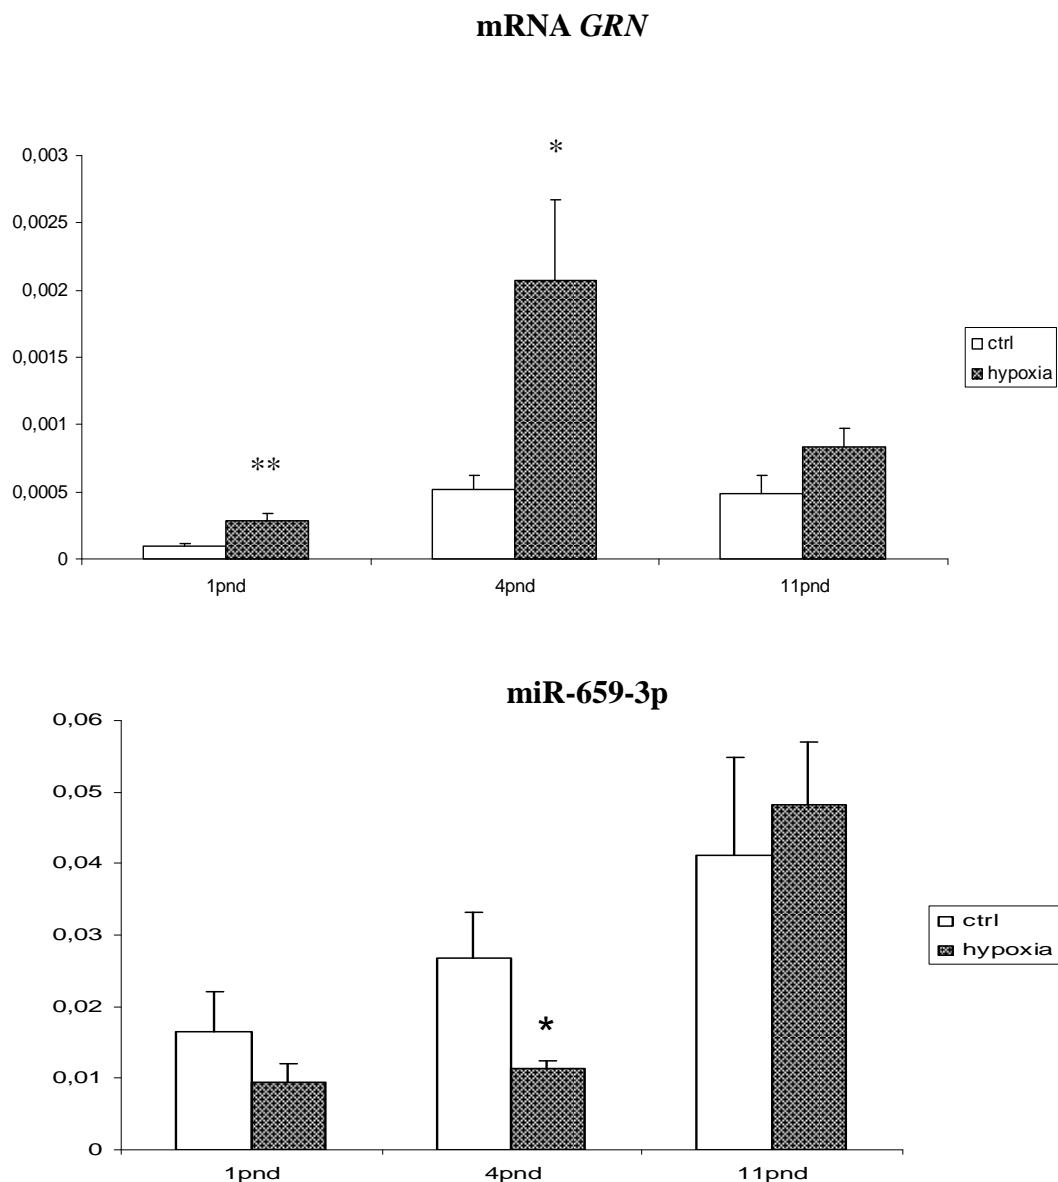 mRNA GRN
*
0,003
0,0025
0,002
0,0015
ctrl
hypoxia
0,001
**
0,0005
0
1pnd 4pnd 11pnd
miR-659-3p
0,06
0,05
0,04
0,03
ctrl
hypoxia
0,02
*
0,01
0
1pnd 4pnd 11pnd